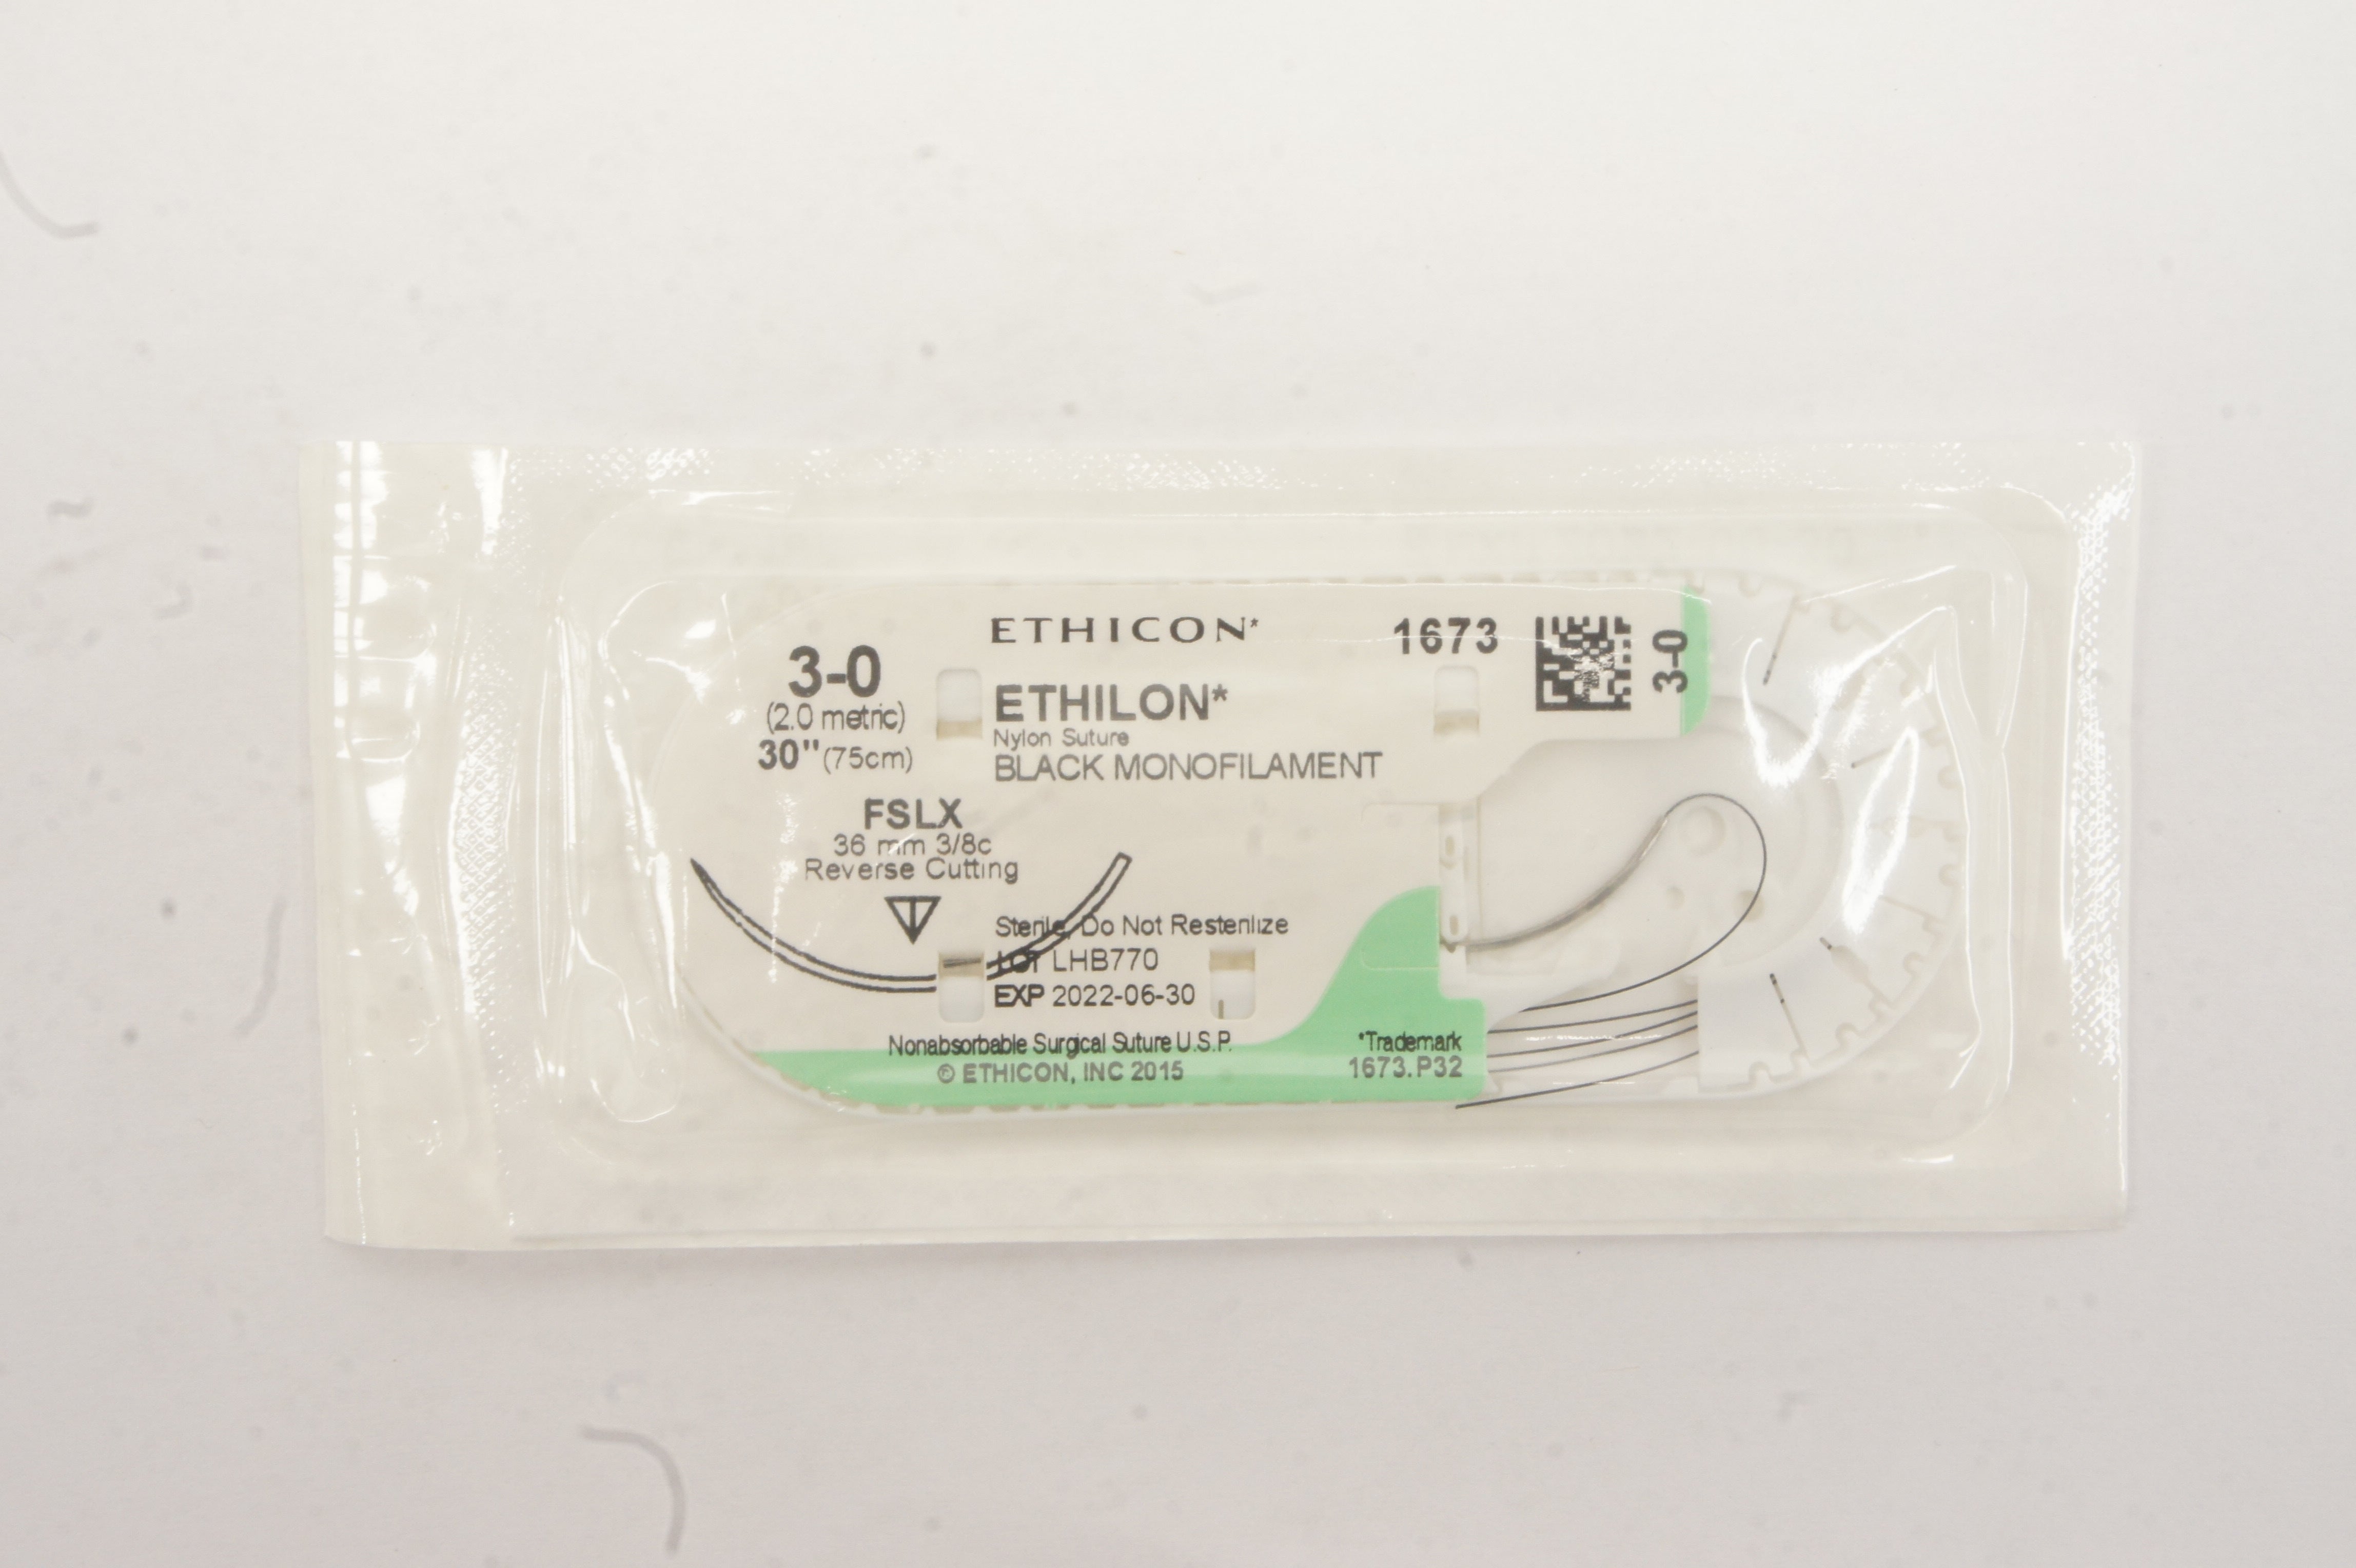 ETHICON*
1673
3-0
3-0
(2.0 metric)
30" (75cm)
ETHILON*
Nylon Suture
BLACK MONOFILAMENT
FSLX
36 mm 3/8c
Reverse Cutting
Sterile, Do Not Resterilize
LOT LHB770
EXP 2022-06-30
Nonabsorbable Surgical Suture U.S.P.
© ETHICON, INC 2015
*Trademark
1673.P32